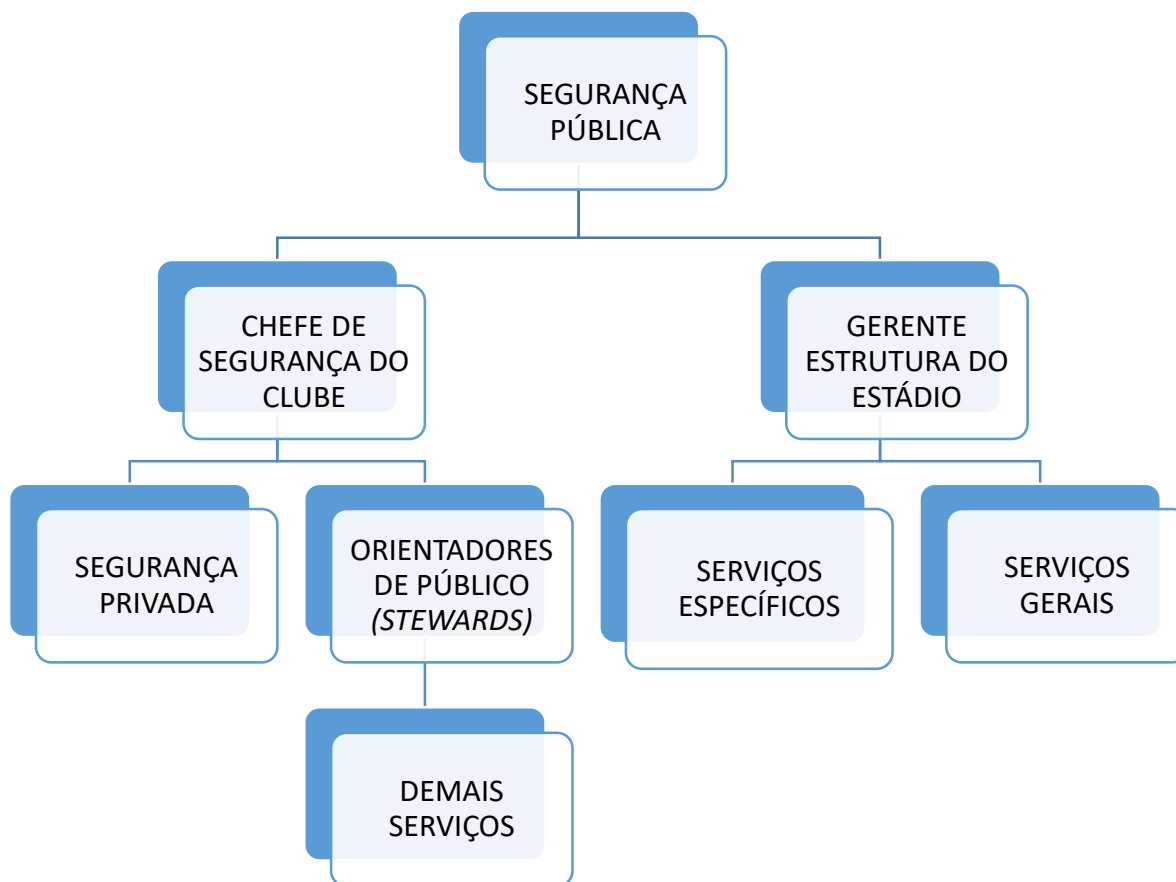 SEGURANÇA
PÚBLICA
CHEFE DE
SEGURANÇA DO
CLUBE
GERENTE
ESTRUTURA DO
ESTÁDIO
SEGURANÇA
PRIVADA
ORIENTADORES
DE PÚBLICO
(STEWARDS)
SERVIÇOS
ESPECÍFICOS
SERVIÇOS
GERAIS
DEMAIS
SERVIÇOS